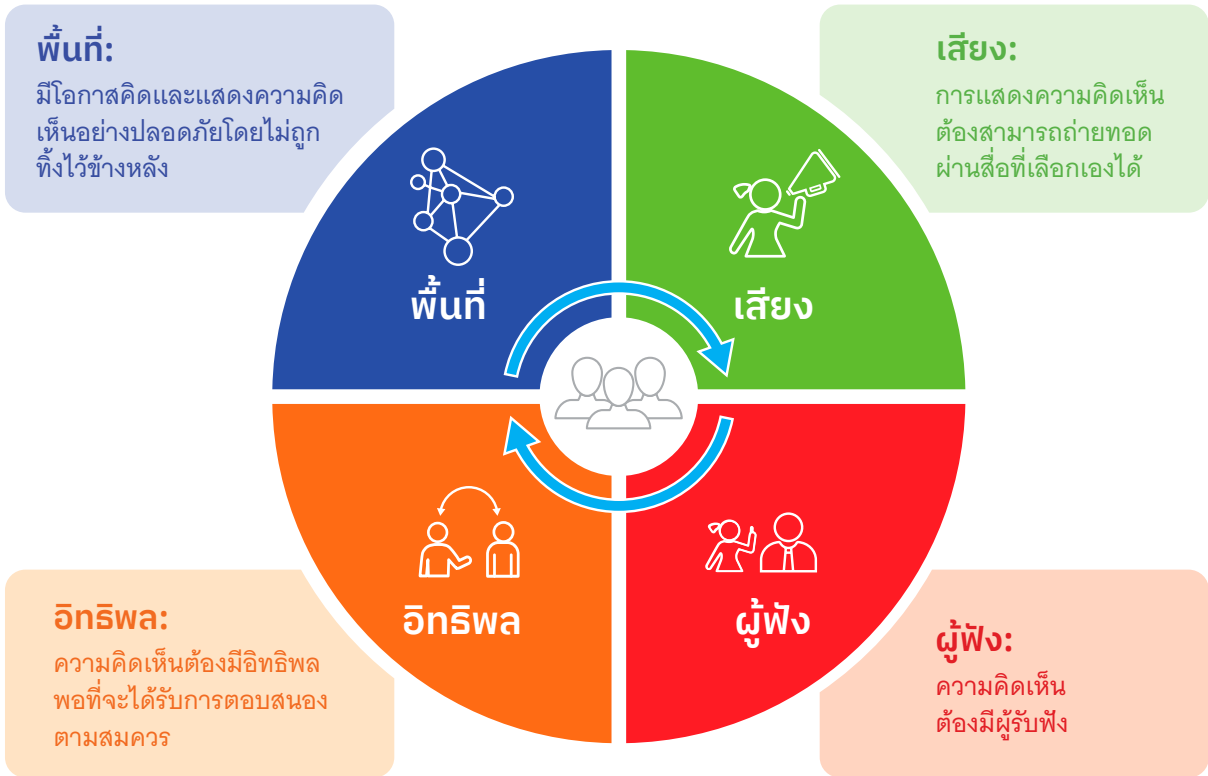 พื้นที่:
มีโอกาสคิดและแสดงความคิด
เห็นอย่างปลอดภัยโดยไม่ถูก
ทิ้งไว้ข้างหลัง
เสียง:
การแสดงความคิดเห็น
ต้องสามารถถ่ายทอด
ผ่านสื่อที่เลือกเองได้
พื้นที่
เสียง
อิทธิพล
ผู้ฟัง
อิทธิพล:
ความคิดเห็นต้องมีอิทธิพล
พอที่จะได้รับการตอบสนอง
ตามสมควร
ผู้ฟัง:
ความคิดเห็น
ต้องมีผู้รับฟัง